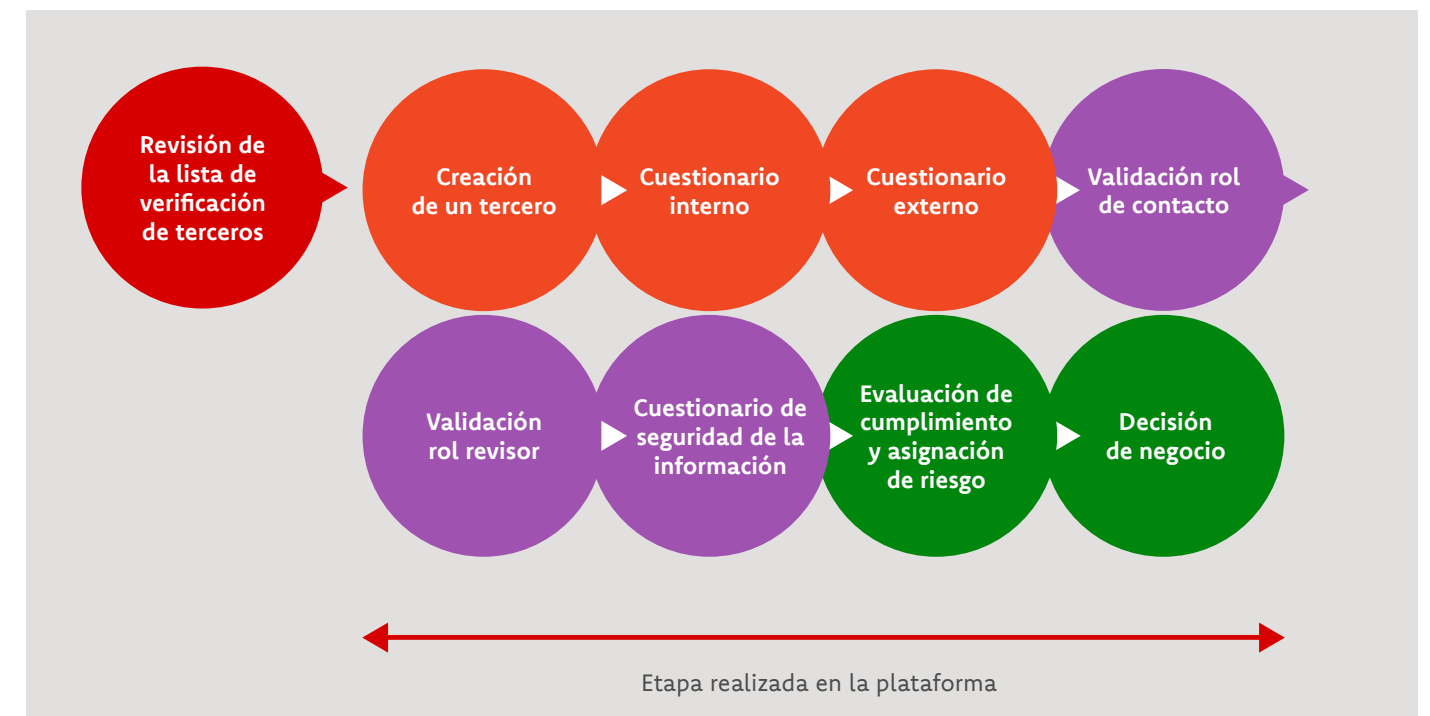 Revisión de
la lista de
verificación
de terceros
Creación
de un tercero
Cuestionario
interno
Cuestionario
externo
Validación rol
de contacto
Validación
rol revisor
Cuestionario de
seguridad de la
información
Evaluación de
cumplimiento
y asignación
de riesgo
Decisión
de negocio
Etapa realizada en la plataforma